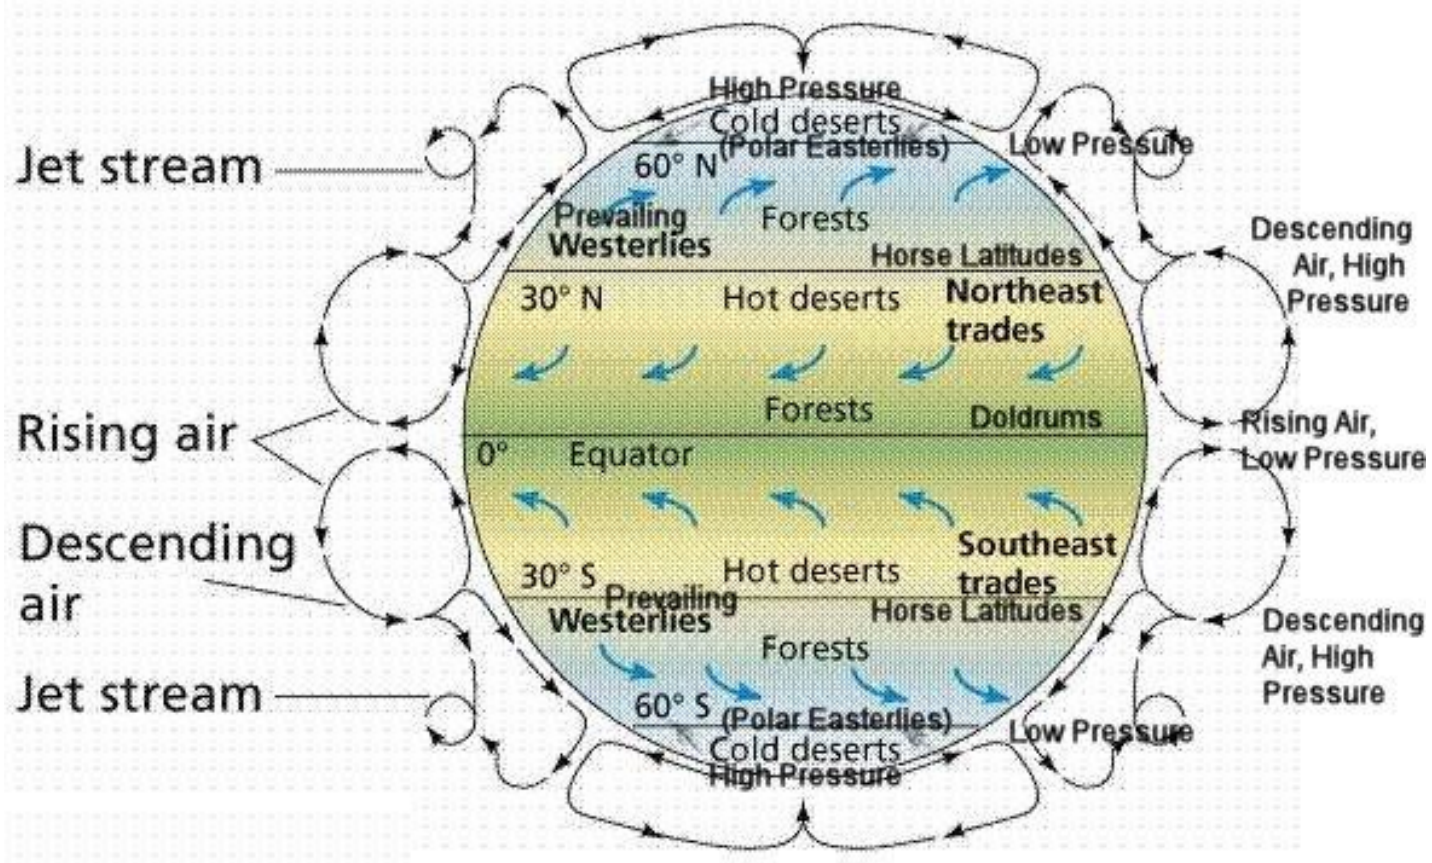 High Pressure
Cold deserts
(Polar Easterlies)
Low Pressure
60° N
Jet stream
Prevailing
Westerlies
Forests
Horse Latitudes
Descending
Air, High
Pressure
30° N
Hot deserts
Northeast
trades
Forests
Doldrums
Rising air
Rising Air,
Low Pressure
0°
Equator
Descending
air
Southeast
trades
30° S
Hot deserts
Prevailing
Westerlies
Horse Latitudes
Forests
Descending
Air, High
Pressure
Jet stream
60° S
(Polar Easterlies)
Low Pressure
Cold deserts
High Pressure